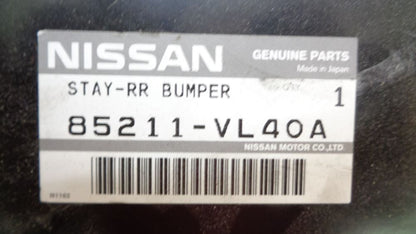 NISSAN GENUINE PARTS
Made in Japan
STAY-RR BUMPER 1
85211-VL40A
NISSAN MOTOR CO.,LTD.